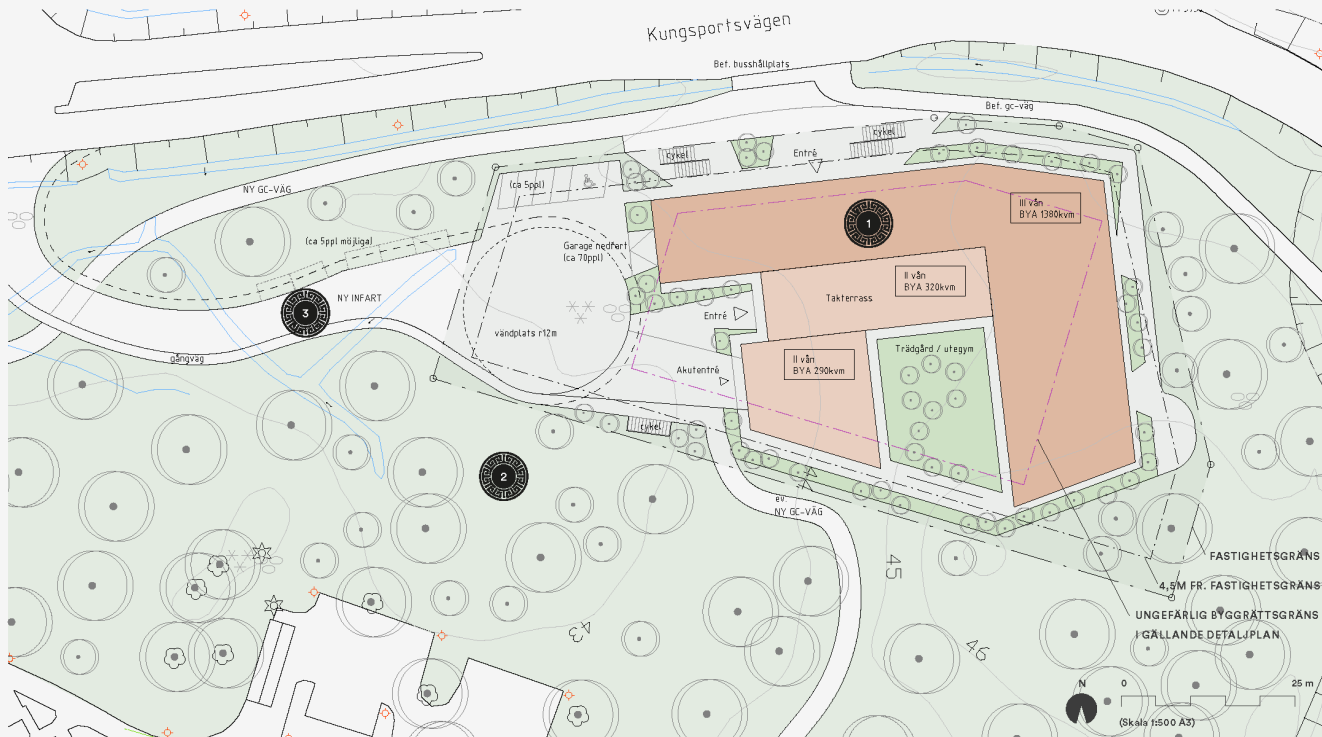 Kungsportsvägen
Bef. busshållplats
Bef. gc-väg
cykel
cykel
Entré
NY GC-VÄG
(ca 5ppl)
III vån
BYA 1380kvm
1
(ca 5ppl möjliga)
Garage nedfart
(ca 70ppl)
II vån
BYA 320kvm
Takterrass
NY INFART
3
Entré
vändplats r12m
gångväg
Trädgård / utegym
II vån
BYA 290kvm
Akutentré
cykel
2
ev.
NY GC-VÄG
45
46
FASTIGHETSGRÄNS
4,5M FR. FASTIGHETSGRÄNS
UNGEFÄRLIG BYGGRÄTTSGRÄNS
I GÄLLANDE DETALJPLAN
N
0
25 m
(Skala 1:500 A3)